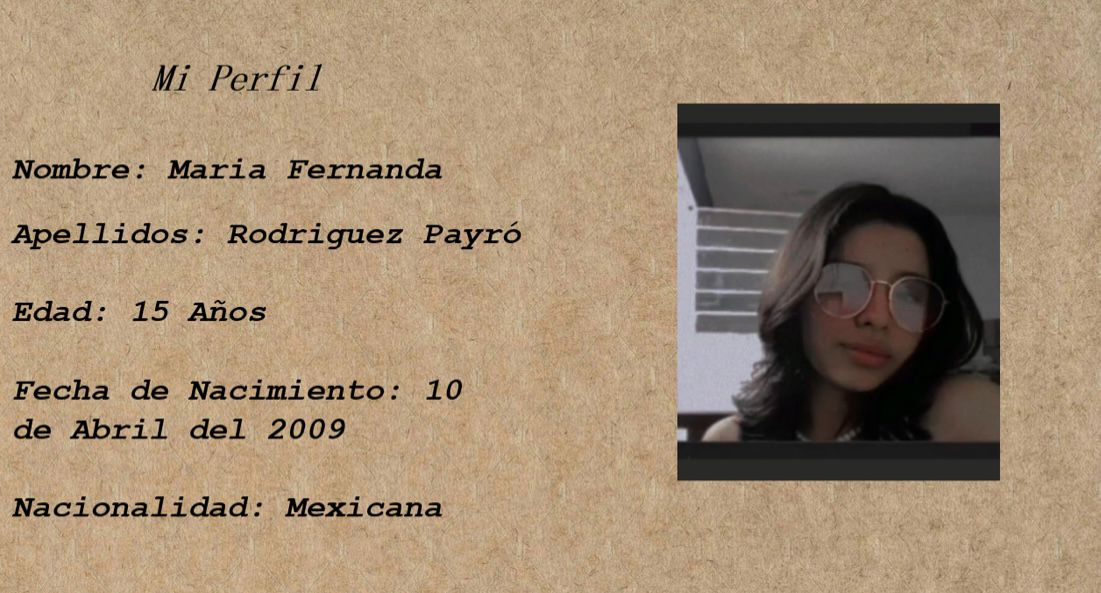 Mi Perfil
Nombre: Maria Fernanda
Apellidos: Rodriguez Payró
Edad: 15 Años
Fecha de Nacimiento: 10
de Abril del 2009
Nacionalidad: Mexicana